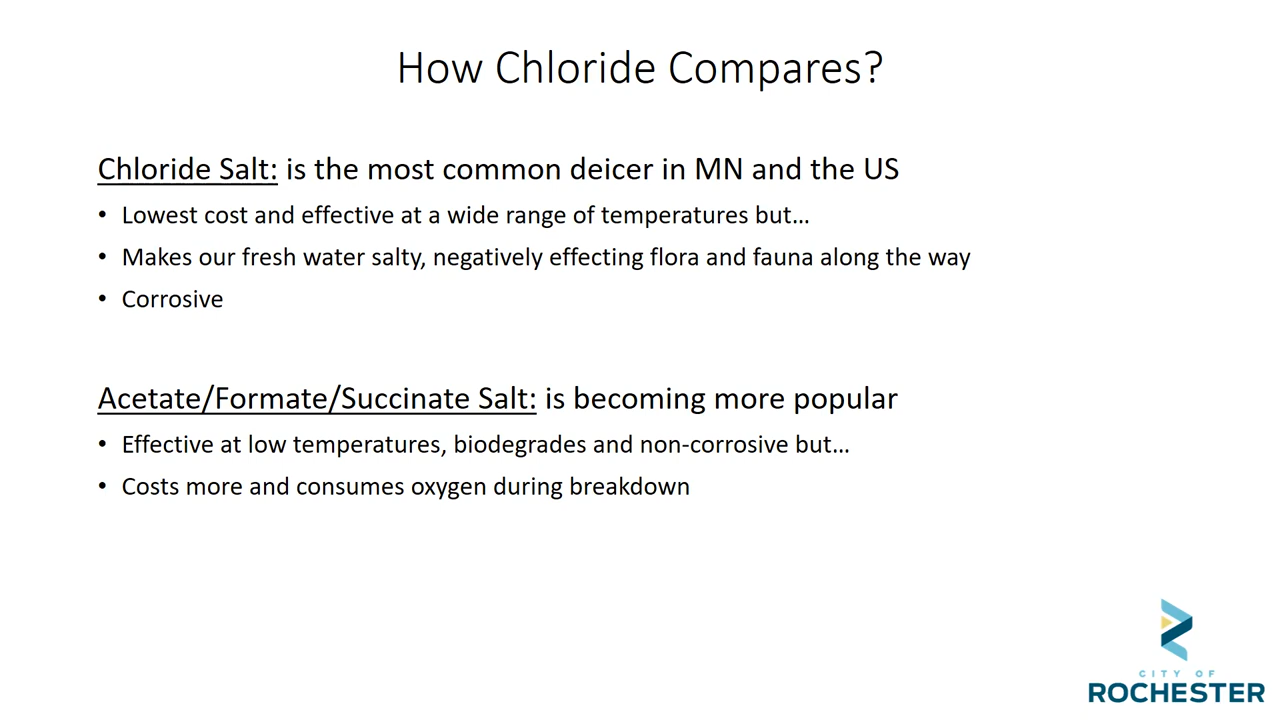 How Chloride Compares?
Chloride Salt: is the most common deicer in MN and the US
• Lowest cost and effective at a wide range of temperatures but…
• Makes our fresh water salty, negatively effecting flora and fauna along the way
• Corrosive
Acetate/Formate/Succinate Salt: is becoming more popular
• Effective at low temperatures, biodegrades and non-corrosive but…
• Costs more and consumes oxygen during breakdown
CITY OF
ROCHESTER